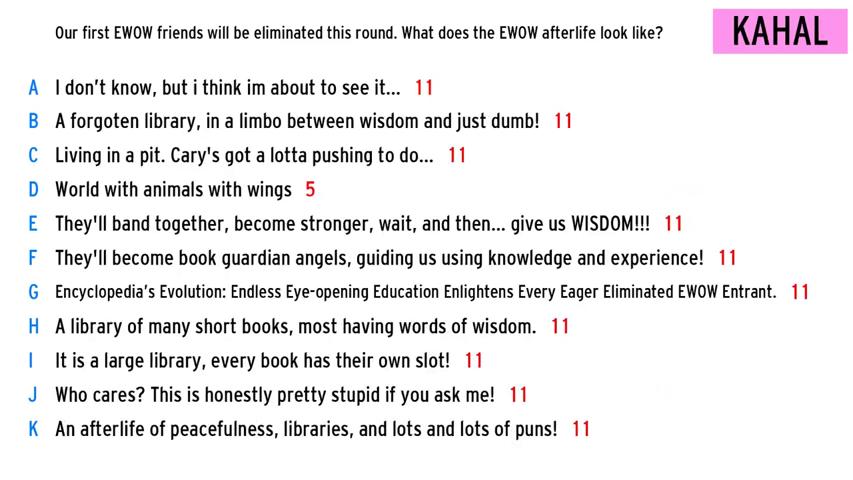 Our first EWOW friends will be eliminated this round. What does the EWOW afterlife look like?
KAHAL
A I don't know, but i think im about to see it... 11
B A forgoten library, in a limbo between wisdom and just dumb! 11
C Living in a pit. Cary's got a lotta pushing to do... 11
D World with animals with wings 5
E They'll band together, become stronger, wait, and then... give us WISDOM!!! 11
F They'll become book guardian angels, guiding us using knowledge and experience! 11
G Encyclopedia's Evolution: Endless Eye-opening Education Enlightens Every Eager Eliminated EWOW Entrant. 11
H A library of many short books, most having words of wisdom. 11
I It is a large library, every book has their own slot! 11
J Who cares? This is honestly pretty stupid if you ask me! 11
K An afterlife of peacefulness, libraries, and lots and lots of puns! 11